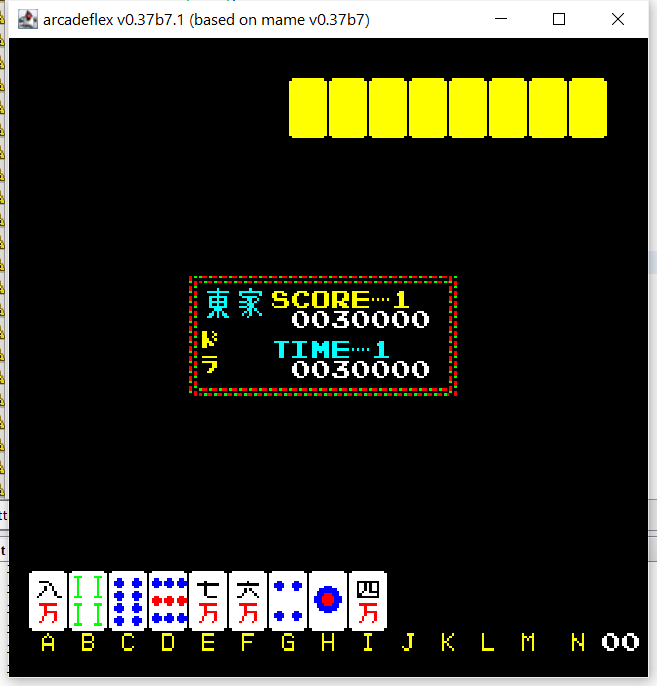 arcadeflex v0.37b7.1 (based on mame v0.37b7)
東家 SCORE…1
0030000
ドラ
TIME…1
0030000
八万 七万 六万 四万
A B C D E F G H I J K L M N 00